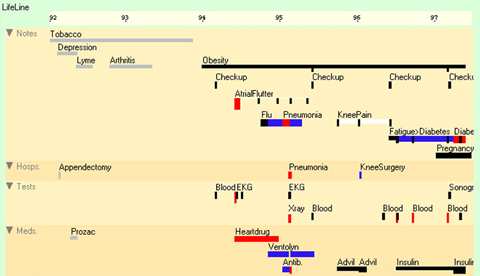 LifeLine
92 93 94 95 96 97
Notes Tobacco
Depression
Lyme Arthritis Obesity
Checkup Checkup Checkup Checku
AtrialFlutter
Flu Pneumonia KneePain
Fatigue>Diabetes Diabe
Pregnancy
Hosps. Appendectomy Pneumonia KneeSurgery
Tests Blood EKG EKG Sonogr
Xray Blood Blood Blood Blood
Meds. Prozac Heartdrug
Ventolyn
Antib. Advil Advil Insulin Insulin